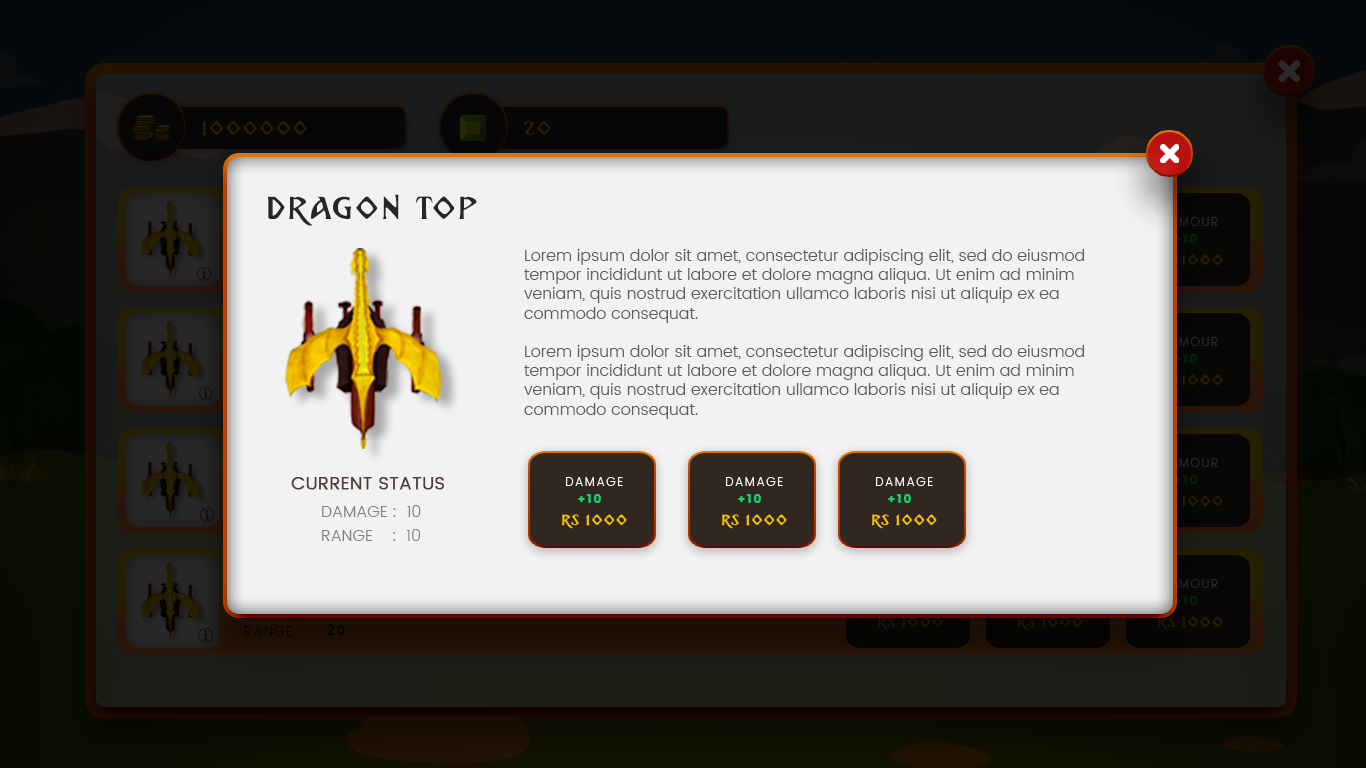 1000000
20
DRAGON TOP
Lorem ipsum dolor sit amet, consectetur adipiscing elit, sed do eiusmod
tempor incididunt ut labore et dolore magna aliqua. Ut enim ad minim
veniam, quis nostrud exercitation ullamco laboris nisi ut aliquip ex ea
commodo consequat.
Lorem ipsum dolor sit amet, consectetur adipiscing elit, sed do eiusmod
tempor incididunt ut labore et dolore magna aliqua. Ut enim ad minim
veniam, quis nostrud exercitation ullamco laboris nisi ut aliquip ex ea
commodo consequat.
CURRENT STATUS
DAMAGE : 10
RANGE : 10
DAMAGE
+10
RS 1000
DAMAGE
+10
RS 1000
DAMAGE
+10
RS 1000
MOUR
+10
1000
MOUR
+10
1000
MOUR
+10
1000
MOUR
+10
RS 1000
RS 1000
RS 1000
RANGE 20